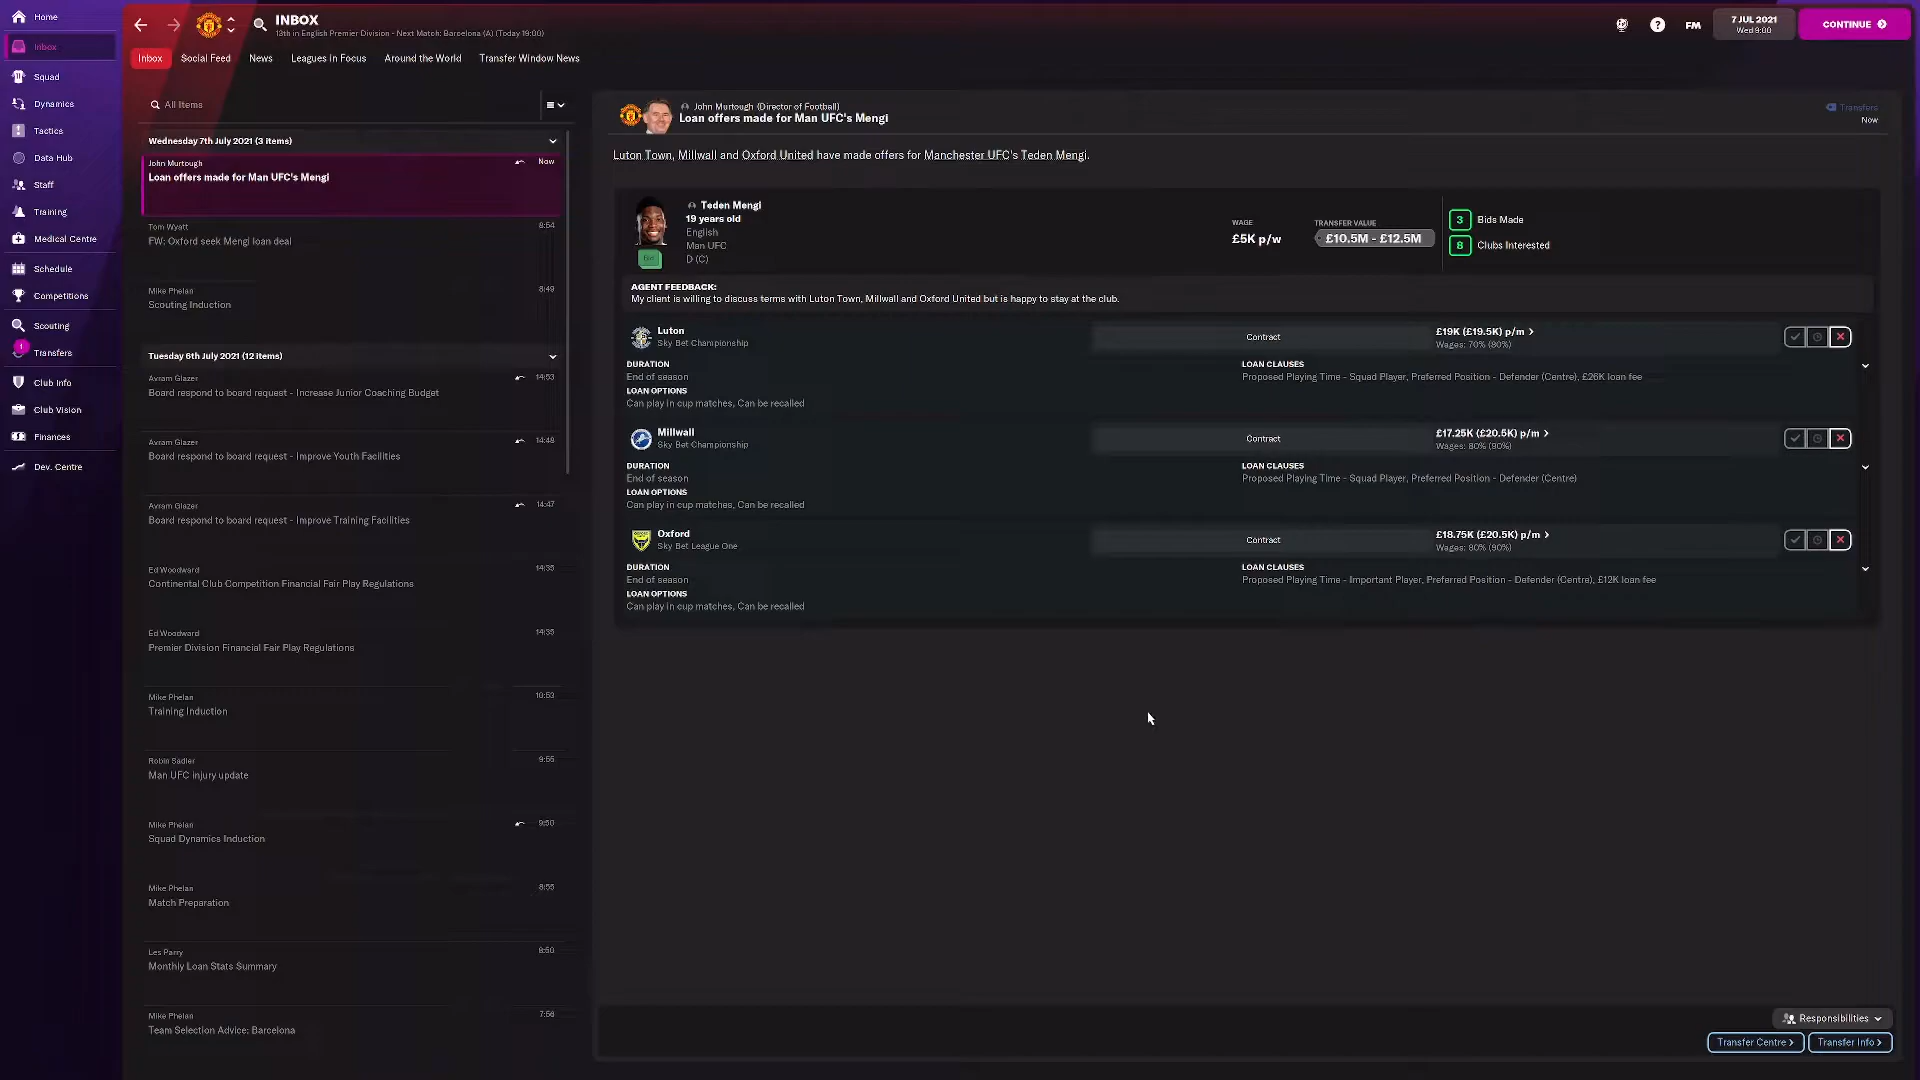 Home
Inbox
Squad
Dynamics
Tactics
Data Hub
Staff
Training
Medical Centre
Schedule
Competitions
Scouting
1
Transfers
Club Info
Club Vision
Finances
Dev. Centre
INBOX
13th in English Premier Division - Next Match: Barcelona (A) (Today 19:00)
FM
7 JUL 2021
Wed 9:00
CONTINUE
Inbox
Social Feed
News
Leagues in Focus
Around the World
Transfer Window News
All Items
Wednesday 7th July 2021 (3 items)
John Murtough
Now
Loan offers made for Man UFC's Mengi
Tom Wyatt
8:54
FW: Oxford seek Mengi loan deal
Mike Phelan
8:49
Scouting Induction
Tuesday 6th July 2021 (12 items)
Avram Glazer
14:53
Board respond to board request - Increase Junior Coaching Budget
Avram Glazer
14:48
Board respond to board request - Improve Youth Facilities
Avram Glazer
14:47
Board respond to board request - Improve Training Facilities
Ed Woodward
14:35
Continental Club Competition Financial Fair Play Regulations
Ed Woodward
14:35
Premier Division Financial Fair Play Regulations
Mike Phelan
10:53
Training Induction
Robin Sadler
9:55
Man UFC injury update
Mike Phelan
9:50
Squad Dynamics Induction
Mike Phelan
8:55
Match Preparation
Les Parry
8:50
Monthly Loan Stats Summary
Mike Phelan
7:56
Team Selection Advice: Barcelona
John Murtough (Director of Football)
Loan offers made for Man UFC's Mengi
Transfers
Now
Luton Town, Millwall and Oxford United have made offers for Manchester UFC's Teden Mengi.
Teden Mengi
19 years old
English
Man UFC
D (C)
WAGE
£5K p/w
TRANSFER VALUE
£10.5M - £12.5M
3 Bids Made
8 Clubs Interested
AGENT FEEDBACK:
My client is willing to discuss terms with Luton Town, Millwall and Oxford United but is happy to stay at the club.
Luton
Sky Bet Championship
Contract
£19K (£19.5K) p/m >
Wages: 70% (80%)
DURATION
End of season
LOAN OPTIONS
Can play in cup matches, Can be recalled
LOAN CLAUSES
Proposed Playing Time - Squad Player, Preferred Position - Defender (Centre), £26K loan fee
Millwall
Sky Bet Championship
Contract
£17.25K (£20.5K) p/m >
Wages: 80% (90%)
DURATION
End of season
LOAN OPTIONS
Can play in cup matches, Can be recalled
LOAN CLAUSES
Proposed Playing Time - Squad Player, Preferred Position - Defender (Centre)
Oxford
Sky Bet League One
Contract
£18.75K (£20.5K) p/m >
Wages: 80% (90%)
DURATION
End of season
LOAN OPTIONS
Can play in cup matches, Can be recalled
LOAN CLAUSES
Proposed Playing Time - Important Player, Preferred Position - Defender (Centre), £12K loan fee
Responsibilities
Transfer Centre >
Transfer Info >